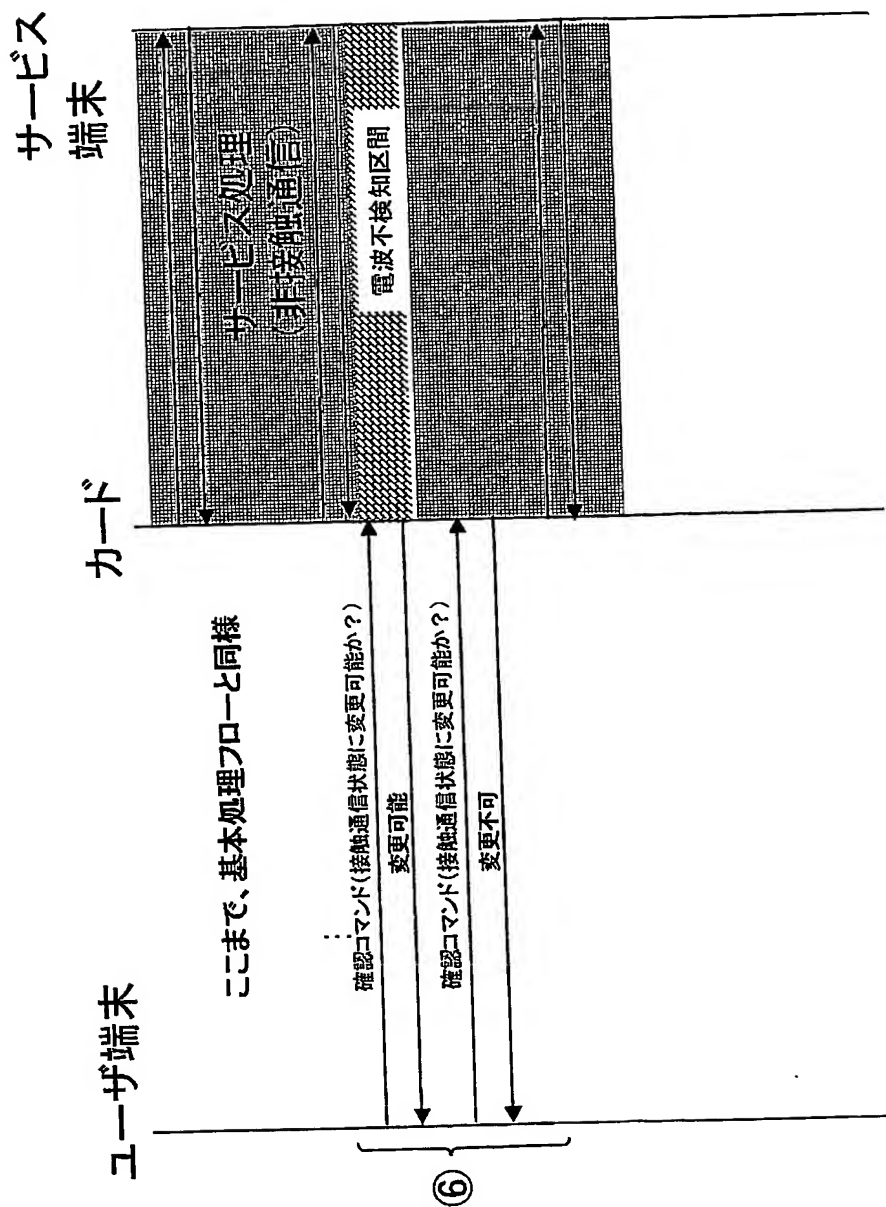 ユーザ端末
カード
サービス
端末
ここまで、基本処理フローと同様
サービス処理
(非接触通信)
⋮
確認コマンド(接触通信状態に変更可能か?)
変更可能
電波不検知区間
確認コマンド(接触通信状態に変更可能か?)
変更不可
⑥